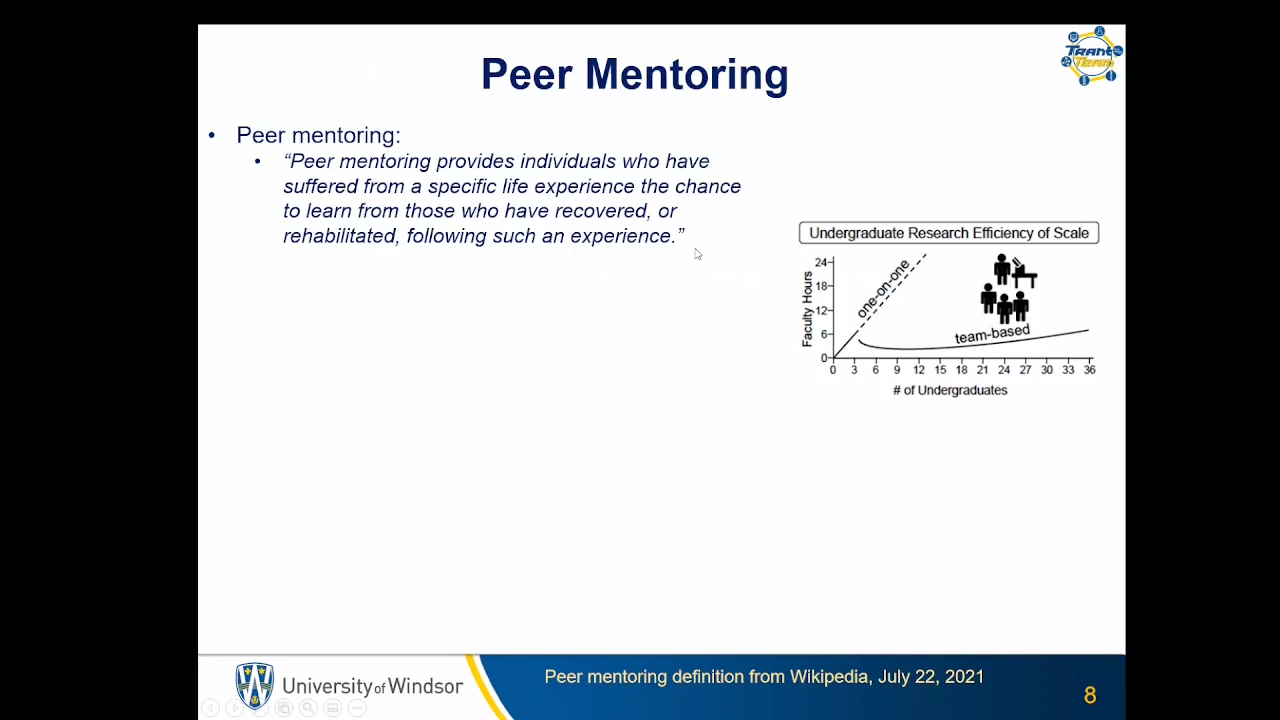 Peer Mentoring
TRANT
TEAM
• Peer mentoring:
• “Peer mentoring provides individuals who have
suffered from a specific life experience the chance
to learn from those who have recovered, or
rehabilitated, following such an experience.”
Undergraduate Research Efficiency of Scale
Faculty Hours
24
18
12
6
0
one-on-one
team-based
0 3 6 9 12 15 18 21 24 27 30 33 36
# of Undergraduates
University of Windsor
Peer mentoring definition from Wikipedia, July 22, 2021
8